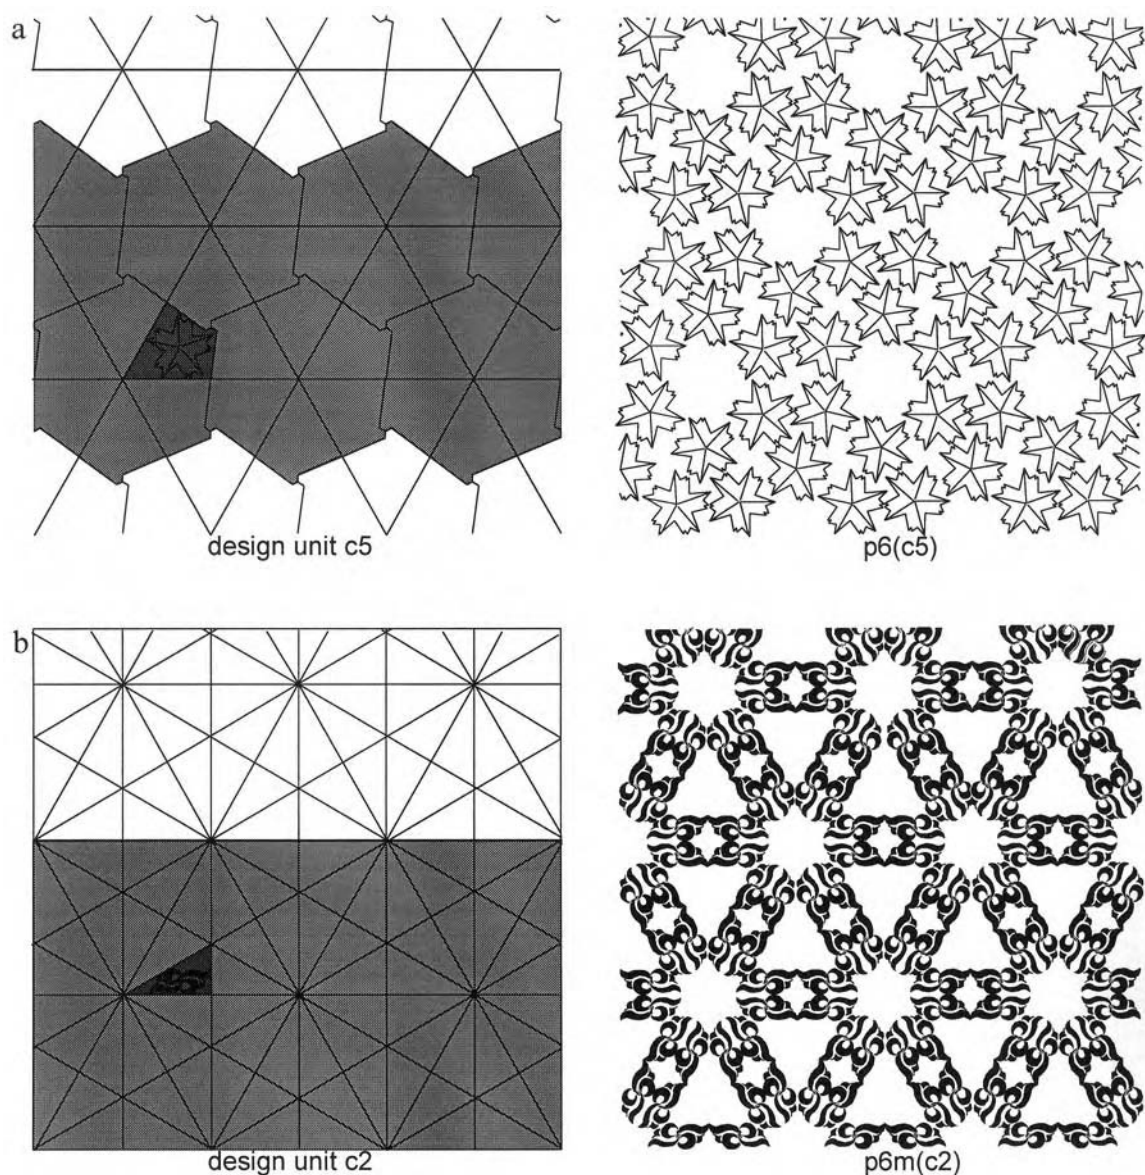 a
design unit c5
p6(c5)
b
design unit c2
p6m(c2)